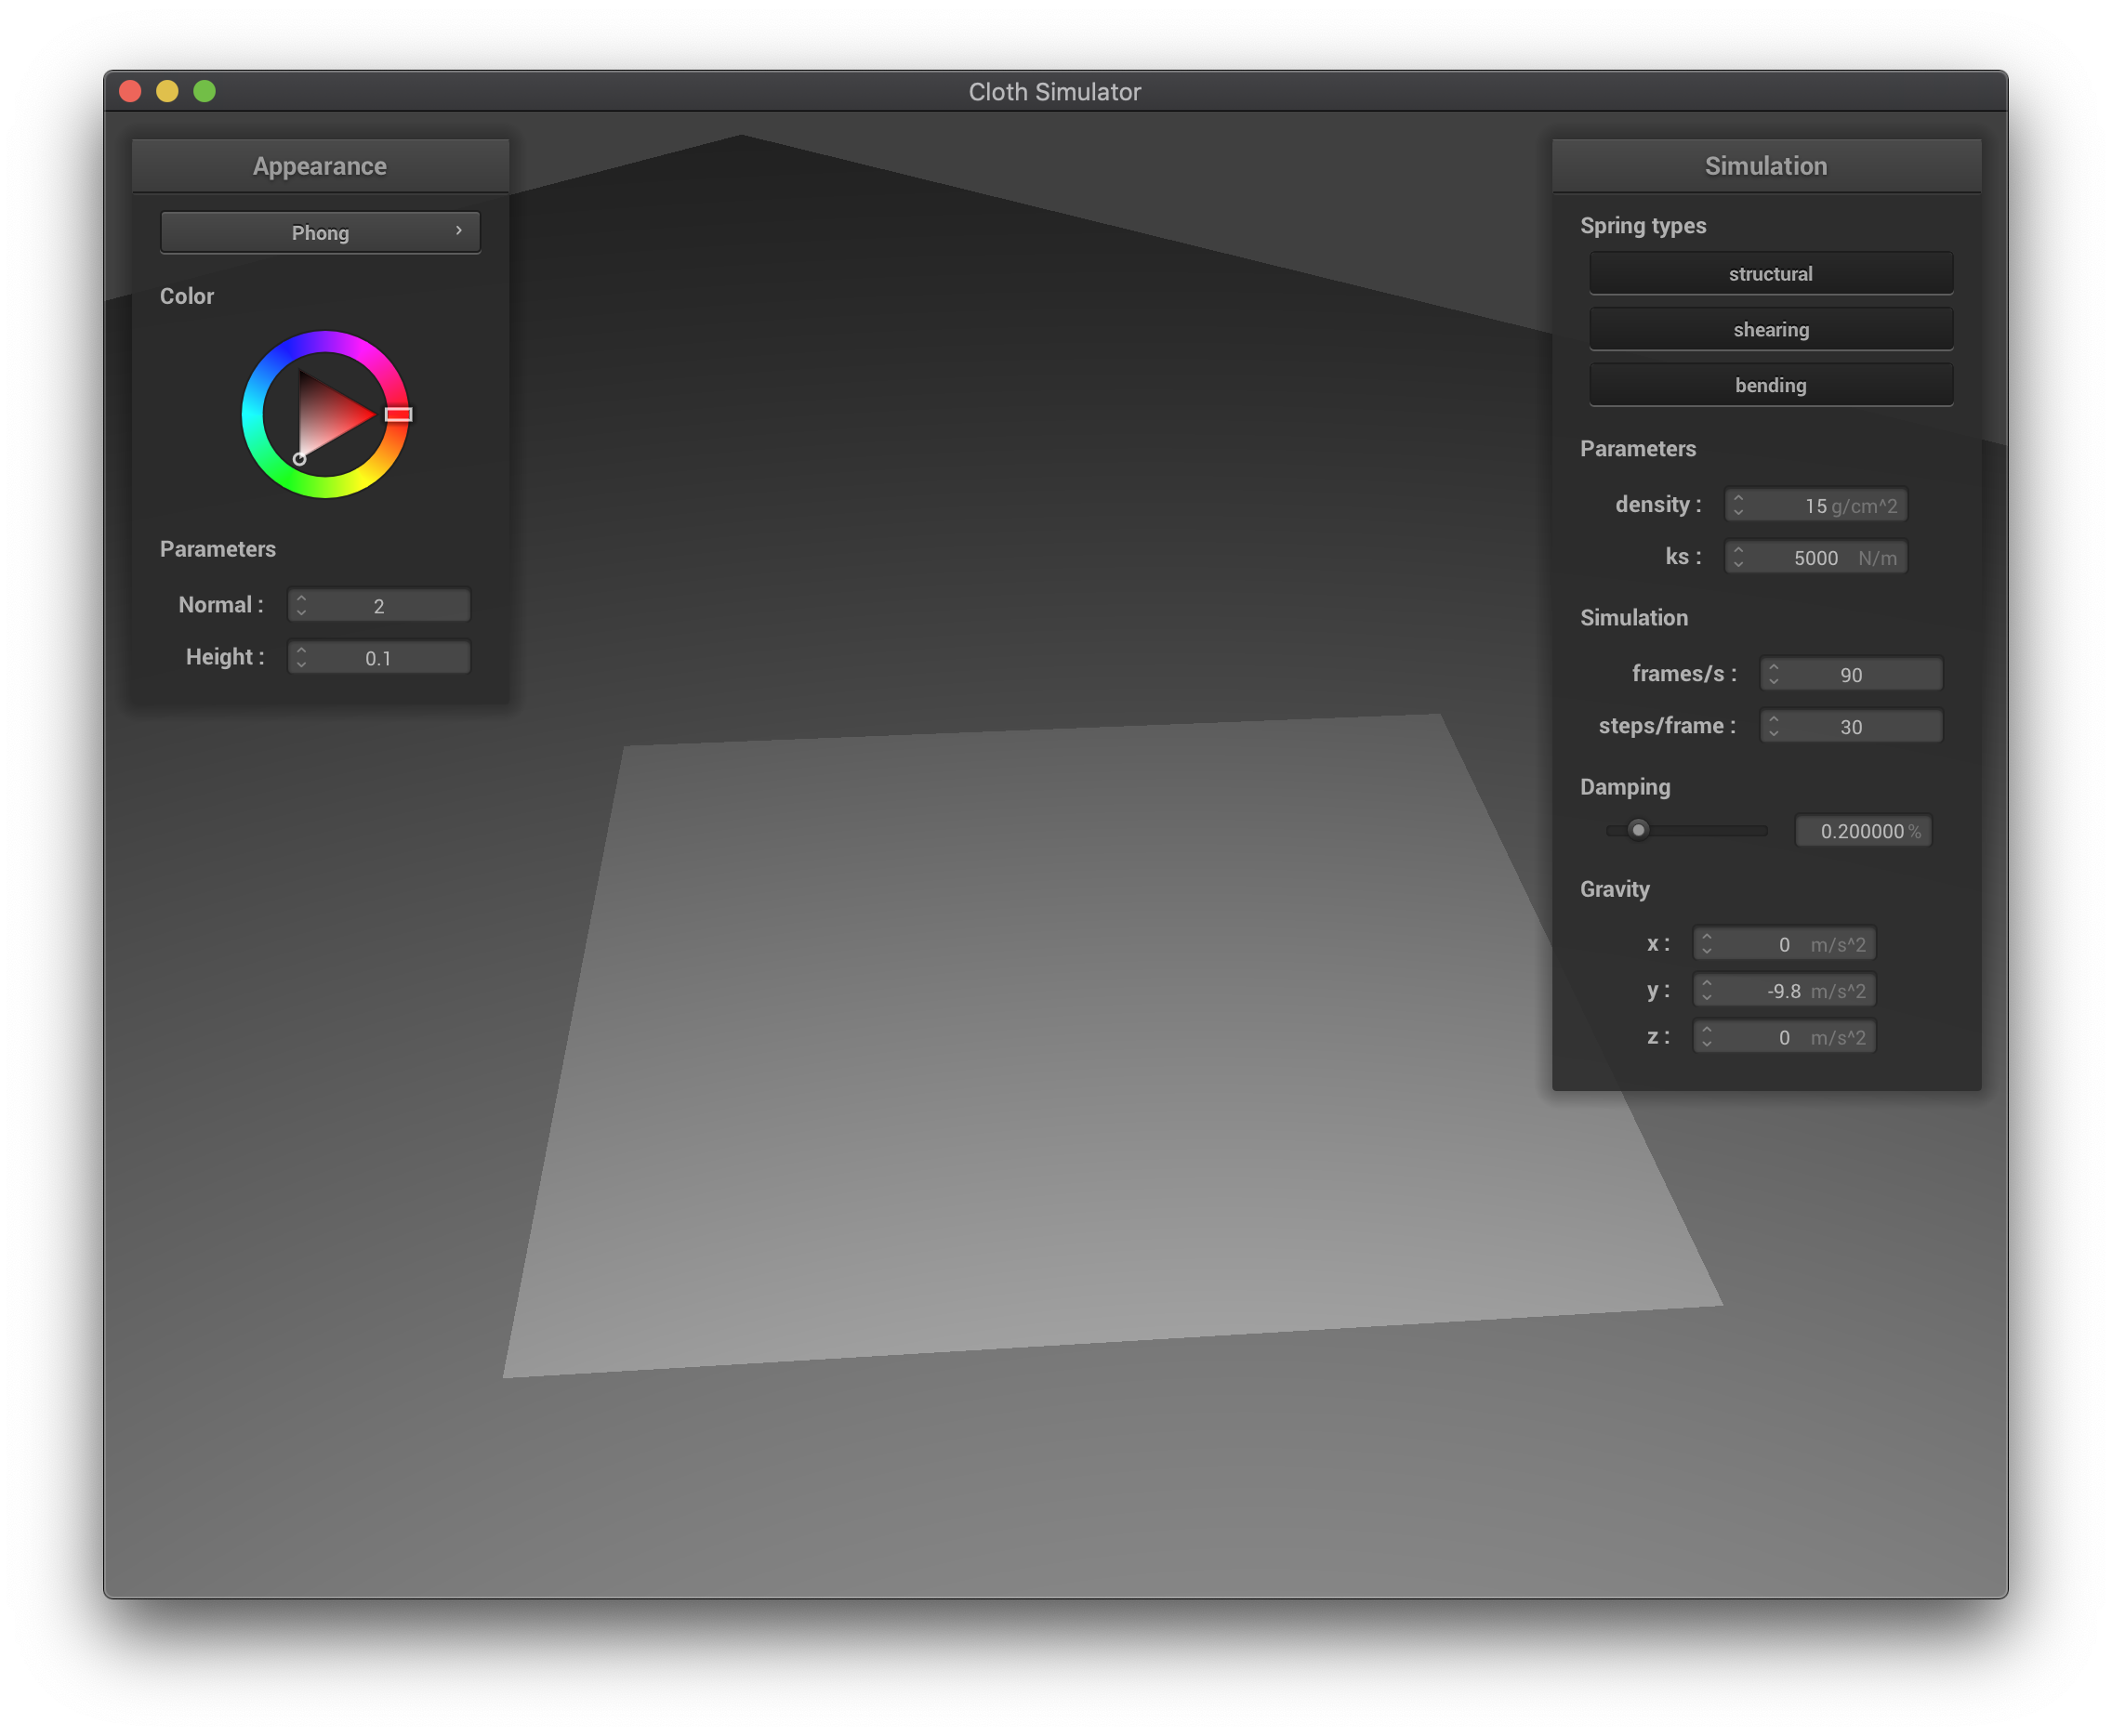 Cloth Simulator
Appearance
Phong
Color
Parameters
Normal : 2
Height : 0.1
Simulation
Spring types
structural
shearing
bending
Parameters
density : 15 g/cm^2
ks : 5000 N/m
Simulation
frames/s : 90
steps/frame : 30
Damping
0.200000 %
Gravity
x : 0 m/s^2
y : -9.8 m/s^2
z : 0 m/s^2